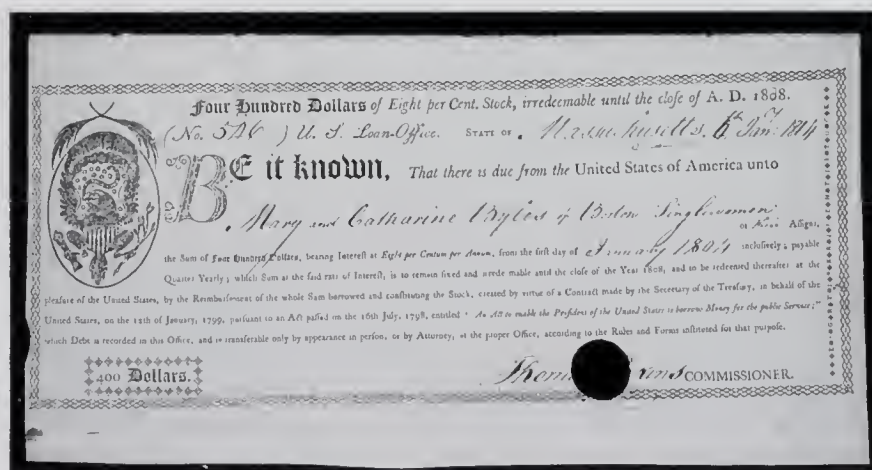 Four Hundred Dollars of Eight per Cent. Stock, irredeemable until the close of A. D. 1808.
(No. 526) U. S. Loan-Office. STATE OF Massachusetts. 6th Jany. 1804
BE it known, That there is due from the United States of America unto
Mary and Catharine Byles of Boston Singlewomen
or their Assigns,
the Sum of Four Hundred Dollars, bearing Interest at Eight per Centum per Annum, from the first day of January 1804 inclusively; payable
Quarter Yearly; which Sum at the said rate of Interest, is to remain fixed and irredeemable until the close of the Year 1808, and to be redeemed thereafter at the
pleasure of the United States, by the Reimbursement of the whole Sum borrowed and constituting the Stock, created by virtue of a Contract made by the Secretary of the Treasury, in behalf of the
United States, on the 12th of January, 1799, pursuant to an Act passed on the 16th July, 1798, entitled "An Act to enable the President of the United States to borrow Money for the public Service;"
which Debt is recorded in this Office, and is transferable only by appearance in person, or by Attorney, at the proper Office, according to the Rules and Forms instituted for that purpose.
400 Dollars.
COMMISSIONER.